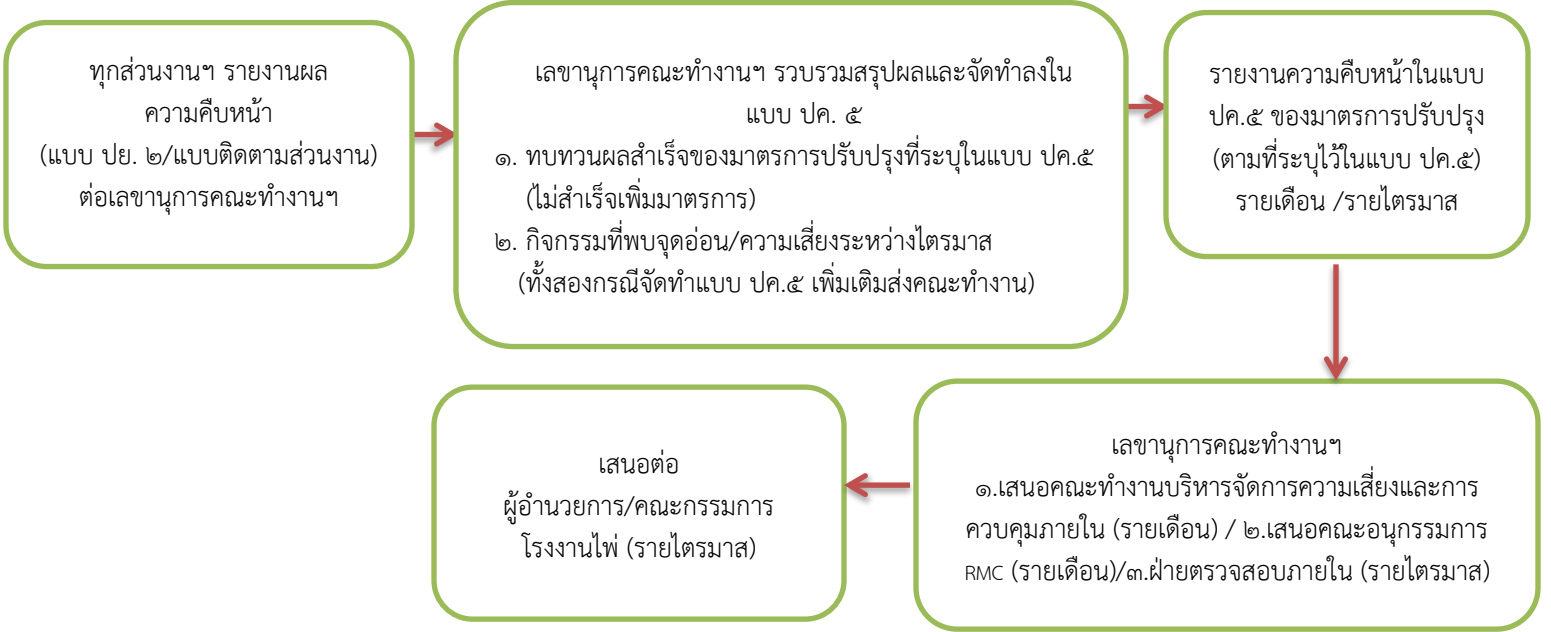 ทุกส่วนงานฯ รายงานผล
ความคืบหน้า
(แบบ ปย. ๒/แบบติดตามส่วนงาน)
ต่อเลขานุการคณะทำงานฯ
เลขานุการคณะทำงานฯ รวบรวมสรุปผลและจัดทำลงใน
แบบ ปค. ๕
๑. ทบทวนผลสำเร็จของมาตรการปรับปรุงที่ระบุในแบบ ปค.๕
(ไม่สำเร็จเพิ่มมาตรการ)
๒. กิจกรรมที่พบจุดอ่อน/ความเสี่ยงระหว่างไตรมาส
(ทั้งสองกรณีจัดทำแบบ ปค.๕ เพิ่มเติมส่งคณะทำงาน)
รายงานความคืบหน้าในแบบ
ปค.๕ ของมาตรการปรับปรุง
(ตามที่ระบุไว้ในแบบ ปค.๕)
รายเดือน /รายไตรมาส
เลขานุการคณะทำงานฯ
๑.เสนอคณะทำงานบริหารจัดการความเสี่ยงและการ
ควบคุมภายใน (รายเดือน) / ๒.เสนอคณะอนุกรรมการ
RMC (รายเดือน)/๓.ฝ่ายตรวจสอบภายใน (รายไตรมาส)
เสนอต่อ
ผู้อำนวยการ/คณะกรรมการ
โรงงานไพ่ (รายไตรมาส)